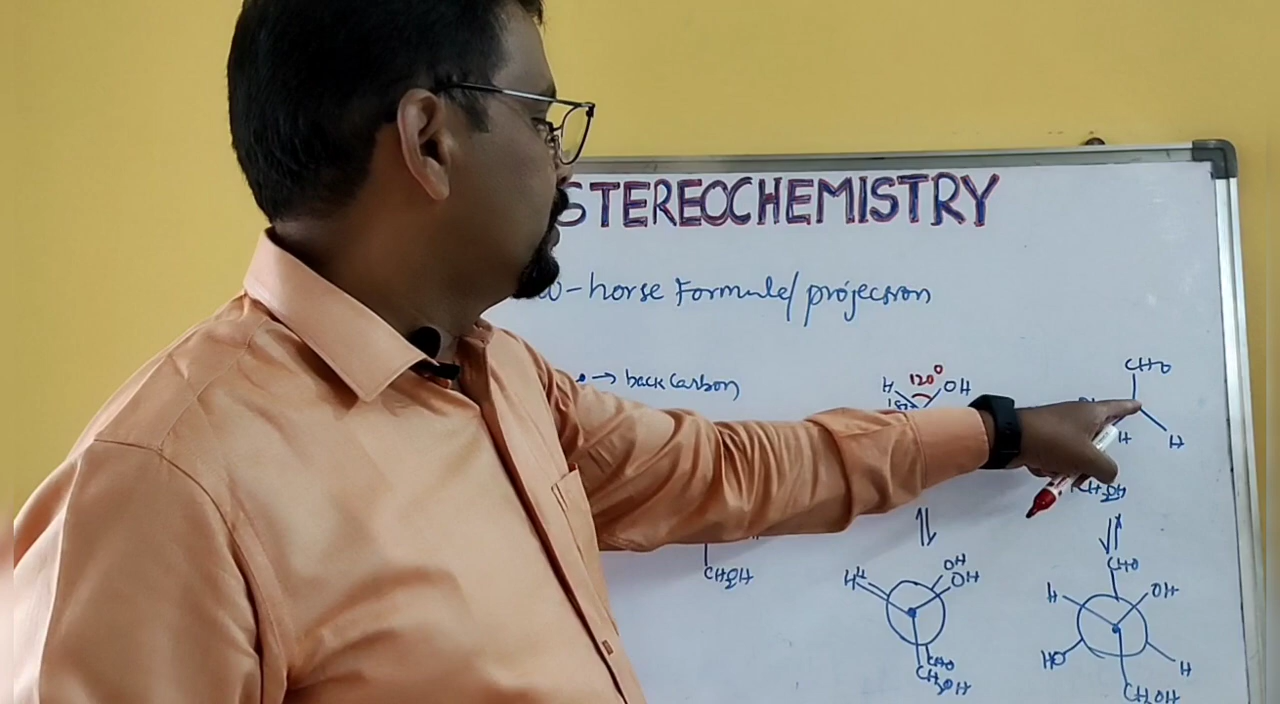 STEREOCHEMISTRY
-horse Formula/projection
→ back carbon
H 120° OH
CHO
H H
CH2OH
CH2OH
H H OH OH
CHO
CH2OH
CHO
H OH
HO H
CH2OH